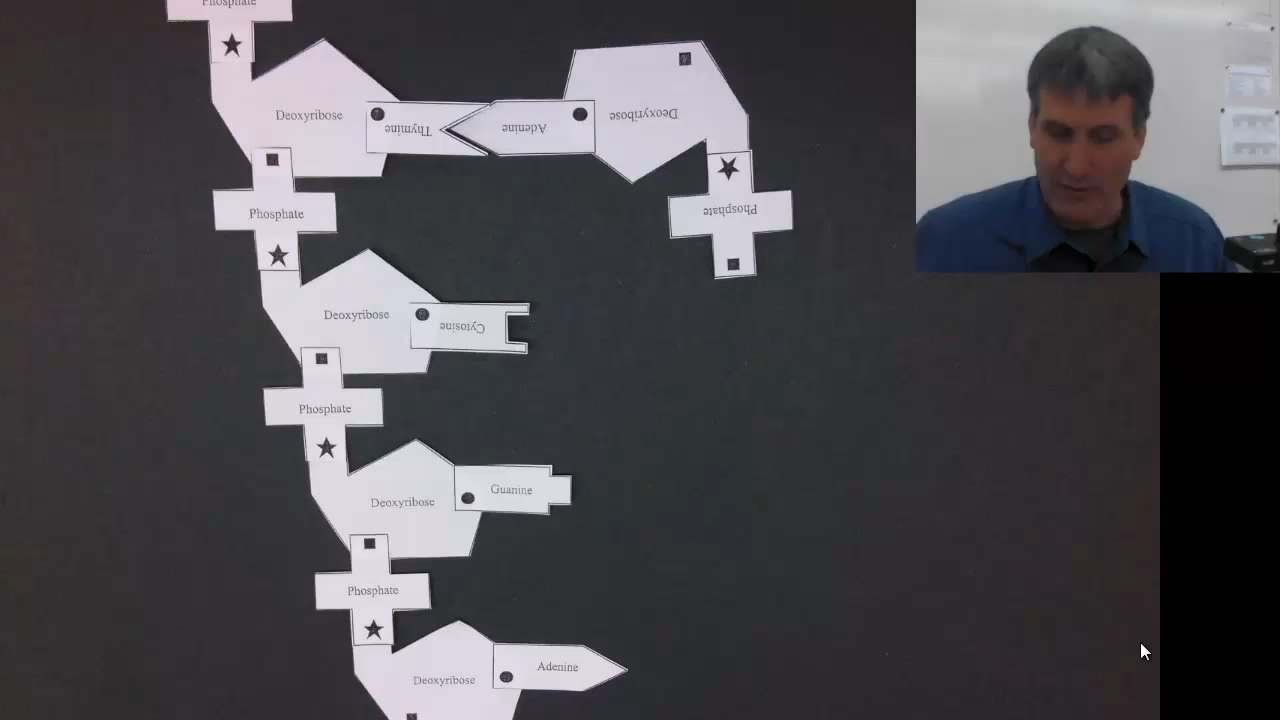 Phosphate
Deoxyribose
Thymine
Adenine
Deoxyribose
Phosphate
Phosphate
Deoxyribose
Cytosine
Phosphate
Deoxyribose
Guanine
Phosphate
Deoxyribose
Adenine